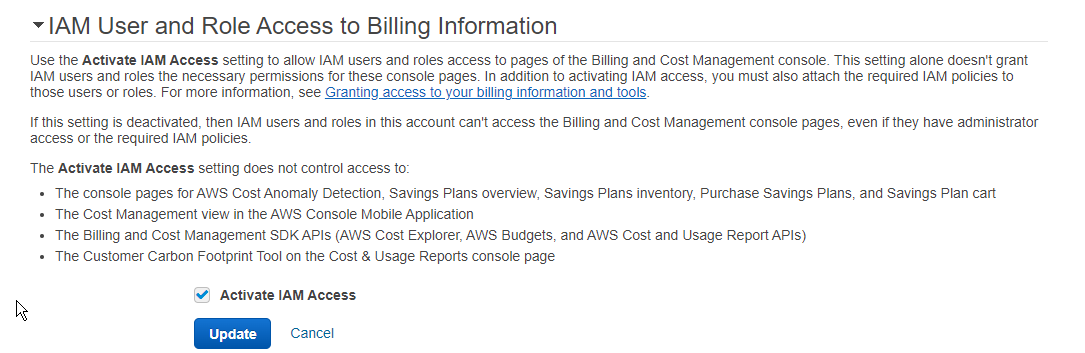 IAM User and Role Access to Billing Information
Use the Activate IAM Access setting to allow IAM users and roles access to pages of the Billing and Cost Management console. This setting alone doesn't grant
IAM users and roles the necessary permissions for these console pages. In addition to activating IAM access, you must also attach the required IAM policies to
those users or roles. For more information, see Granting access to your billing information and tools.
If this setting is deactivated, then IAM users and roles in this account can't access the Billing and Cost Management console pages, even if they have administrator
access or the required IAM policies.
The Activate IAM Access setting does not control access to:
• The console pages for AWS Cost Anomaly Detection, Savings Plans overview, Savings Plans inventory, Purchase Savings Plans, and Savings Plan cart
• The Cost Management view in the AWS Console Mobile Application
• The Billing and Cost Management SDK APIs (AWS Cost Explorer, AWS Budgets, and AWS Cost and Usage Report APIs)
• The Customer Carbon Footprint Tool on the Cost & Usage Reports console page
Activate IAM Access
Update Cancel